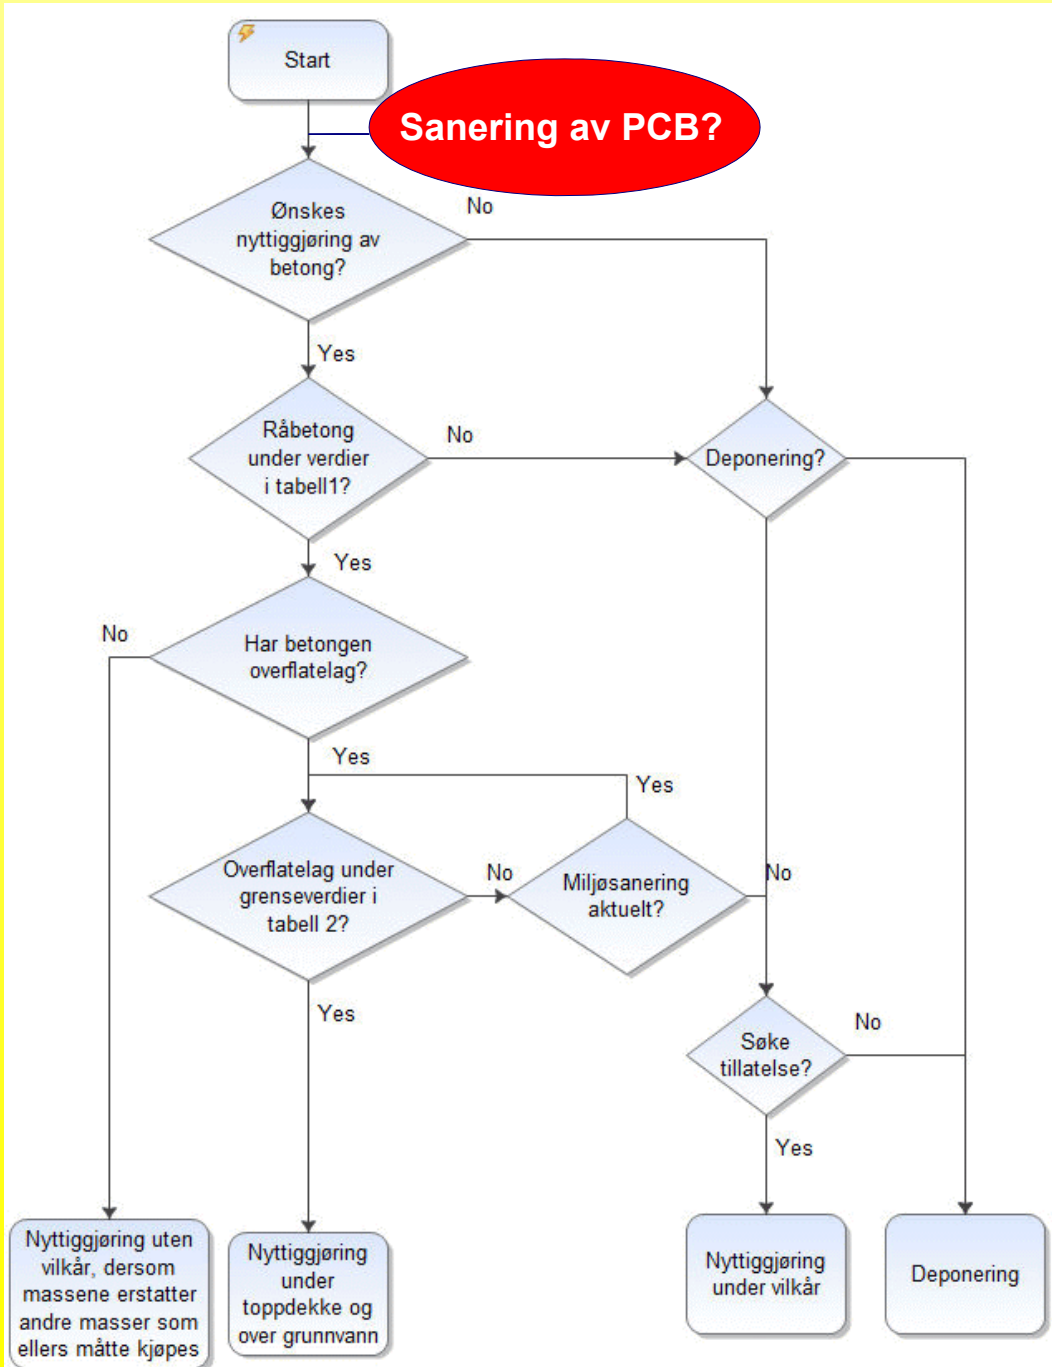 Start
Sanering av PCB?
Ønskes
nyttiggjøring av
betong?
No
Yes
Råbetong
under verdier
i tabell1?
No
Deponering?
Yes
Har betongen
overflatelag?
No
Yes
Yes
Overflatelag under
grenseverdier i
tabell 2?
No
Miljøsanering
aktuelt?
No
Yes
Søke
tillatelse?
No
Yes
Nyttiggjøring uten
vilkår, dersom
massene erstatter
andre masser som
ellers måtte kjøpes
Nyttiggjøring
under
toppdekke og
over grunnvann
Nyttiggjøring
under vilkår
Deponering